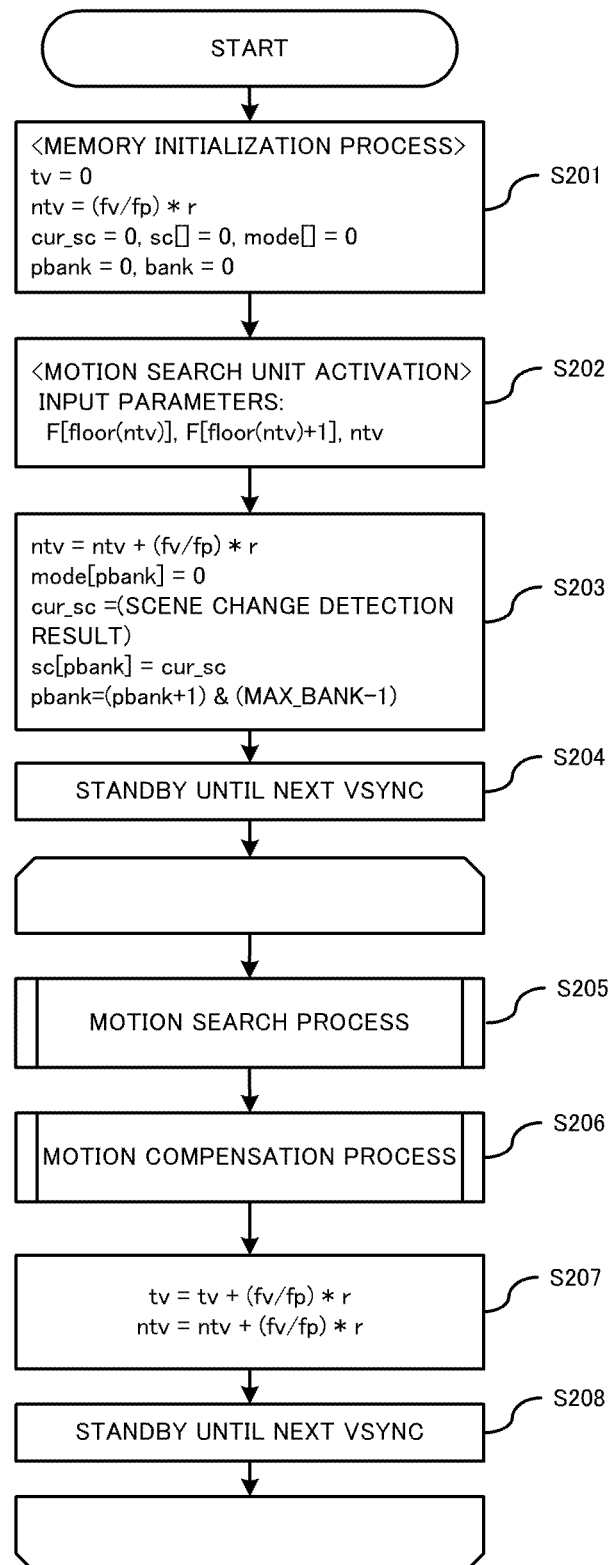 START
<MEMORY INITIALIZATION PROCESS>
tv = 0
ntv = (fv/fp) * r
cur_sc = 0, sc[] = 0, mode[] = 0
pbank = 0, bank = 0
S201
<MOTION SEARCH UNIT ACTIVATION>
INPUT PARAMETERS:
F[floor(ntv)], F[floor(ntv)+1], ntv
S202
ntv = ntv + (fv/fp) * r
mode[pbank] = 0
cur_sc =(SCENE CHANGE DETECTION
RESULT)
sc[pbank] = cur_sc
pbank=(pbank+1) & (MAX_BANK-1)
S203
STANDBY UNTIL NEXT VSYNC
S204
MOTION SEARCH PROCESS
S205
MOTION COMPENSATION PROCESS
S206
tv = tv + (fv/fp) * r
ntv = ntv + (fv/fp) * r
S207
STANDBY UNTIL NEXT VSYNC
S208